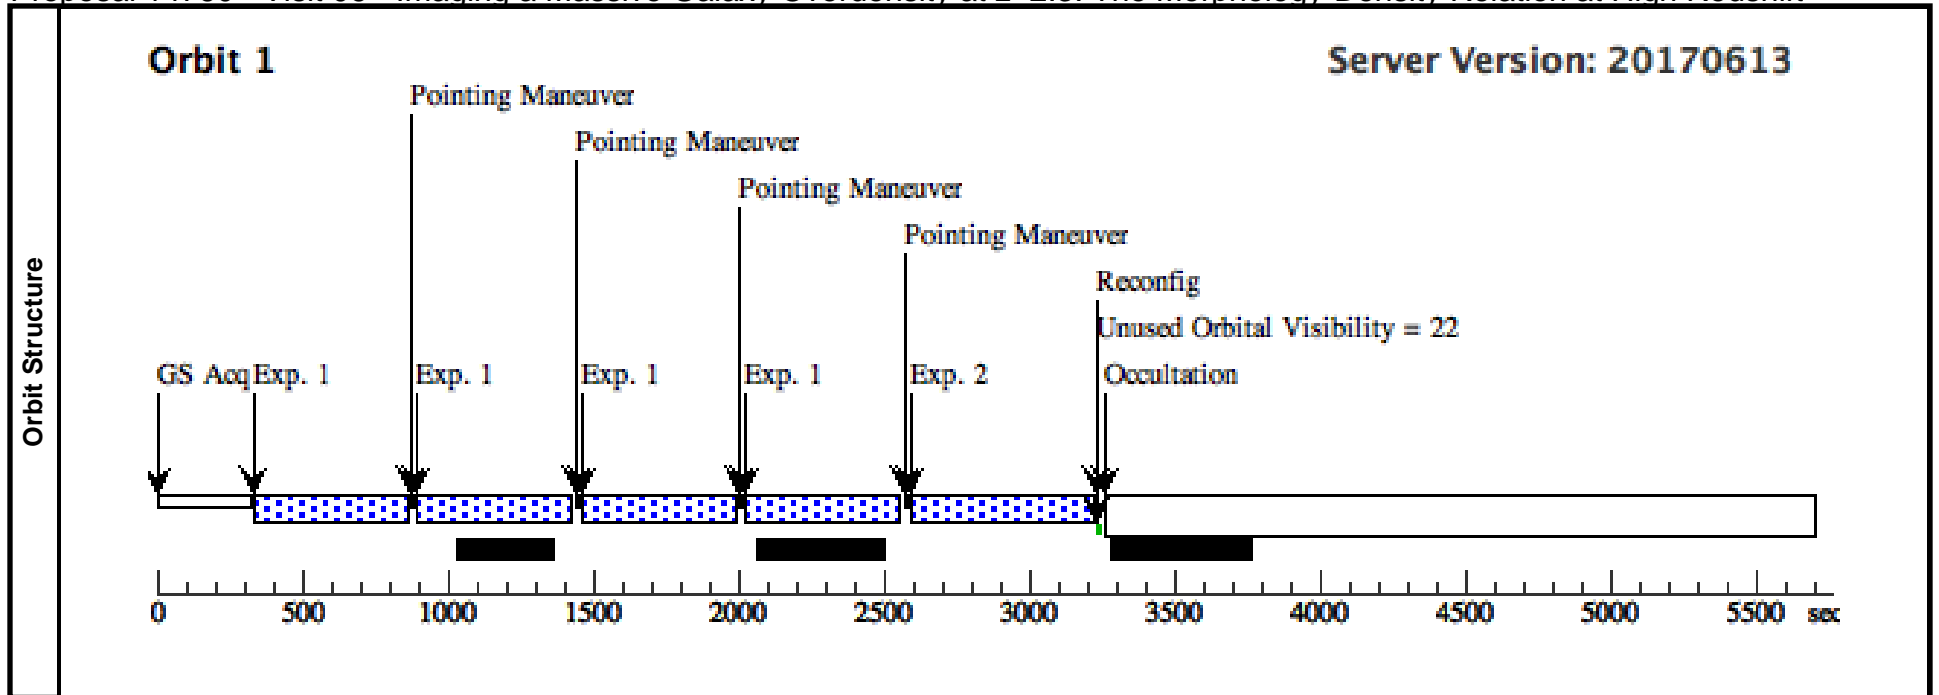 Orbit 1
Server Version: 20170613
Pointing Maneuver
Pointing Maneuver
Pointing Maneuver
Pointing Maneuver
Reconfig
Unused Orbital Visibility = 22
GS Acq Exp. 1 Exp. 1 Exp. 1 Exp. 1 Exp. 2 Occultation
Orbit Structure
0 500 1000 1500 2000 2500 3000 3500 4000 4500 5000 5500 sec